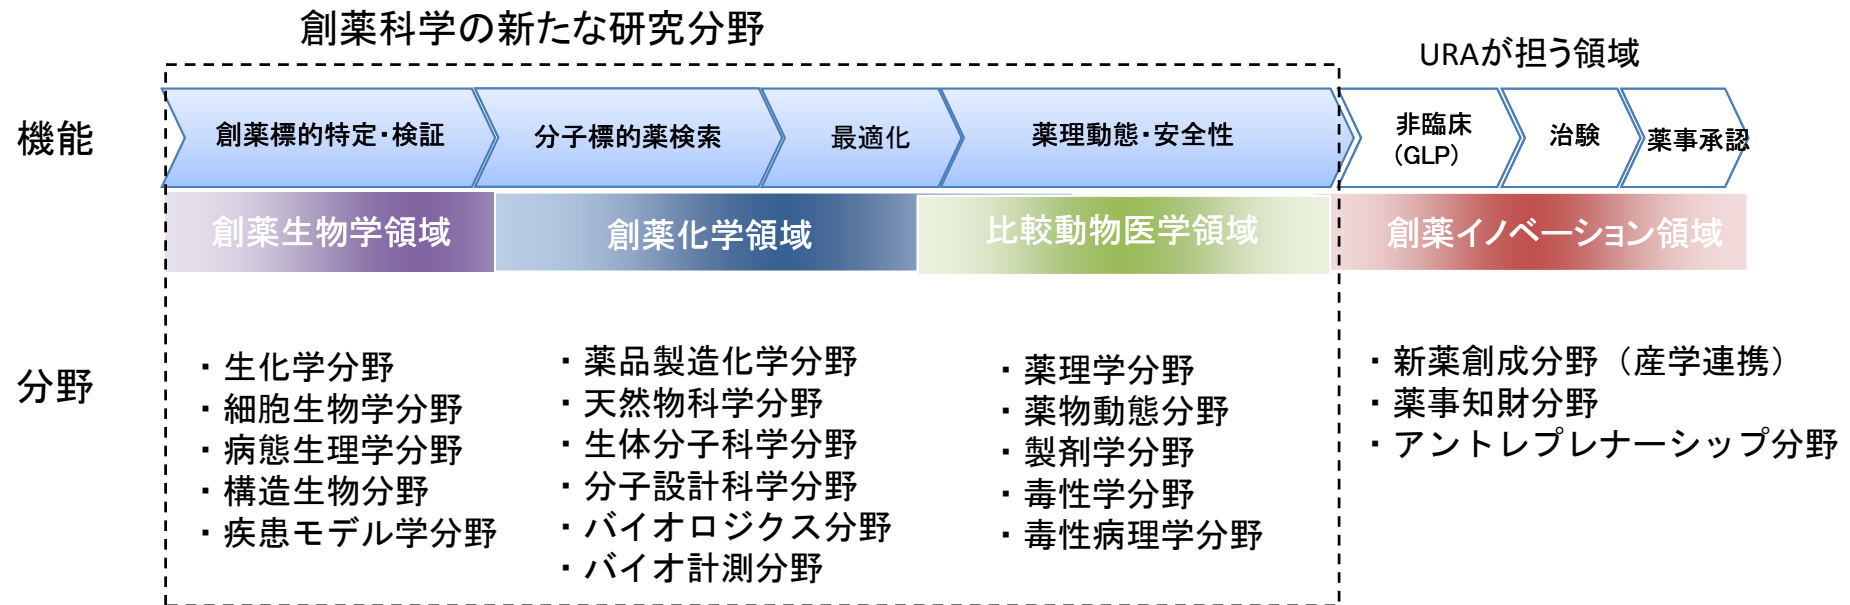 創薬科学の新たな研究分野
URAが担う領域
機能
創薬標的特定・検証
分子標的薬検索
最適化
薬理動態・安全性
非臨床
(GLP)
治験
薬事承認
創薬生物学領域
創薬化学領域
比較動物医学領域
創薬イノベーション領域
分野
・生化学分野
・細胞生物学分野
・病態生理学分野
・構造生物分野
・疾患モデル学分野
・薬品製造化学分野
・天然物科学分野
・生体分子科学分野
・分子設計科学分野
・バイオロジクス分野
・バイオ計測分野
・薬理学分野
・薬物動態分野
・製剤学分野
・毒性学分野
・毒性病理学分野
・新薬創成分野（産学連携）
・薬事知財分野
・アントレプレナーシップ分野